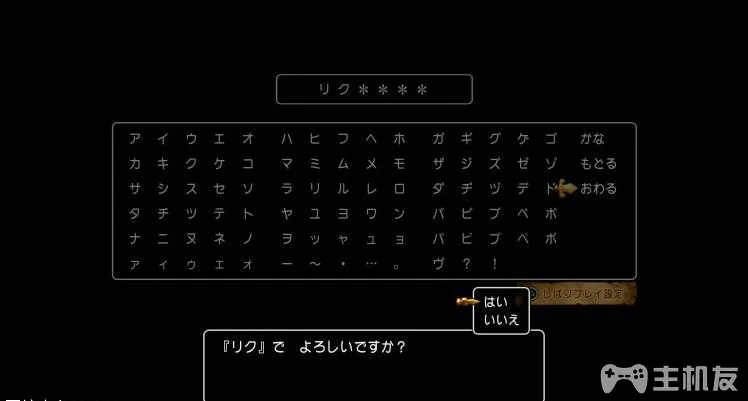 リク＊＊＊＊
ア イ ウ エ オ ハ ヒ フ ヘ ホ ガ ギ グ ゲ ゴ かな
カ キ ク ケ コ マ ミ ム メ モ ザ ジ ズ ゼ ゾ もどる
サ シ ス セ ソ ラ リ ル レ ロ ダ ヂ ヅ デ ド おわる
タ チ ツ テ ト ヤ ユ ヨ ワ ン バ ビ ブ ベ ボ
ナ ニ ヌ ネ ノ ヲ ッ ャ ュ ョ パ ピ プ ペ ポ
ァ ィ ゥ ェ ォ ー ～ ・ … 。 ヴ ？ ！
しばりプレイ設定
はい
いいえ
『リク』で よろしいですか？
主机友